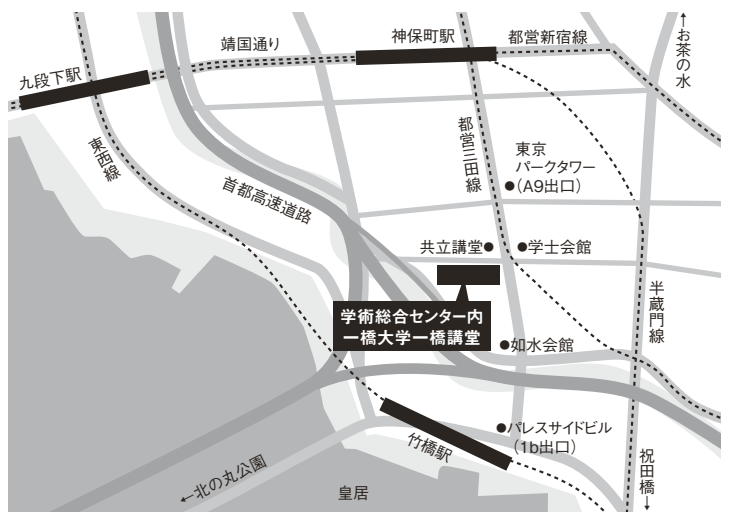 靖国通り
神保町駅
都営新宿線
←お茶の水
九段下駅
東西線
都営三田線
東京
パークタワー
●(A9出口)
首都高速道路
共立講堂●
●学士会館
半蔵門線
学術総合センター内
一橋大学一橋講堂
●如水会館
●パレスサイドビル
(1b出口)
竹橋駅
祝田橋→
←北の丸公園
皇居